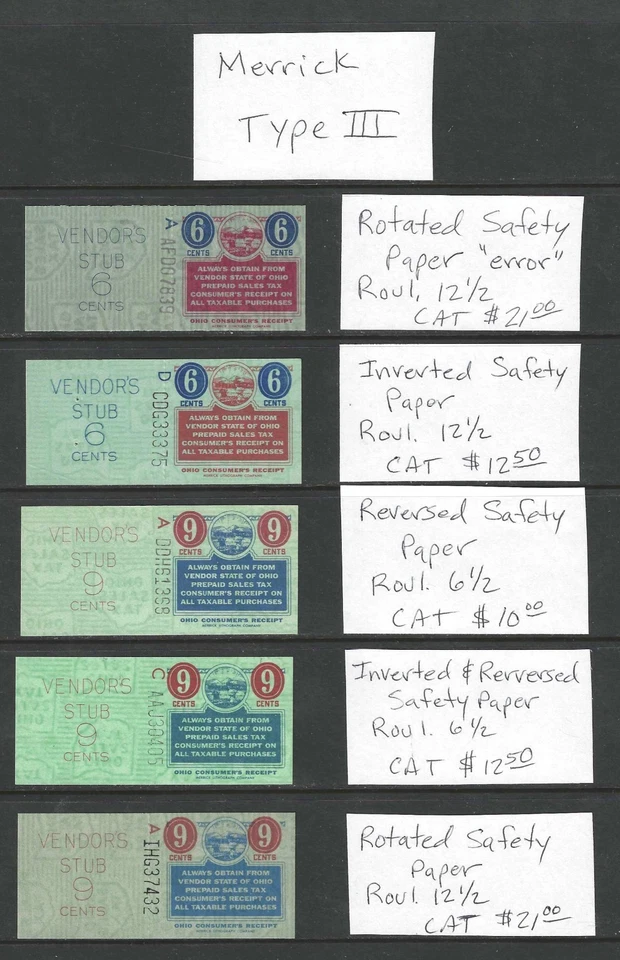 Merrick
Type III
VENDOR'S
STUB
6
CENTS
A AFD07839
6 6
CENTS CENTS
ALWAYS OBTAIN FROM
VENDOR STATE OF OHIO
PREPAID SALES TAX
CONSUMER'S RECEIPT ON
ALL TAXABLE PURCHASES
OHIO CONSUMER'S RECEIPT
Rotated Safety
Paper "error"
Roul, 12½
CAT $21.00
VENDOR'S
STUB
6
CENTS
D CDG33375
6 6
CENTS CENTS
ALWAYS OBTAIN FROM
VENDOR STATE OF OHIO
PREPAID SALES TAX
CONSUMER'S RECEIPT ON
ALL TAXABLE PURCHASES
OHIO CONSUMER'S RECEIPT
Inverted Safety
Paper
Roul. 12½
CAT $12.50
VENDOR'S
STUB
9
CENTS
A
9 9
CENTS CENTS
ALWAYS OBTAIN FROM
VENDOR STATE OF OHIO
PREPAID SALES TAX
CONSUMER'S RECEIPT ON
ALL TAXABLE PURCHASES
OHIO CONSUMER'S RECEIPT
Reversed Safety
Paper
Roul. 6½
CAT $10.00
VENDOR'S
STUB
9
CENTS
C
9 9
CENTS CENTS
ALWAYS OBTAIN FROM
VENDOR STATE OF OHIO
PREPAID SALES TAX
CONSUMER'S RECEIPT ON
ALL TAXABLE PURCHASES
OHIO CONSUMER'S RECEIPT
Inverted & Rerversed
Safety Paper
Roul. 6½
CAT $12.50
VENDOR'S
STUB
9
CENTS
A IHG37432
9 9
CENTS CENTS
ALWAYS OBTAIN FROM
VENDOR STATE OF OHIO
PREPAID SALES TAX
CONSUMER'S RECEIPT ON
ALL TAXABLE PURCHASES
OHIO CONSUMER'S RECEIPT
Rotated Safety
Paper
Roul. 12½
CAT $21.00